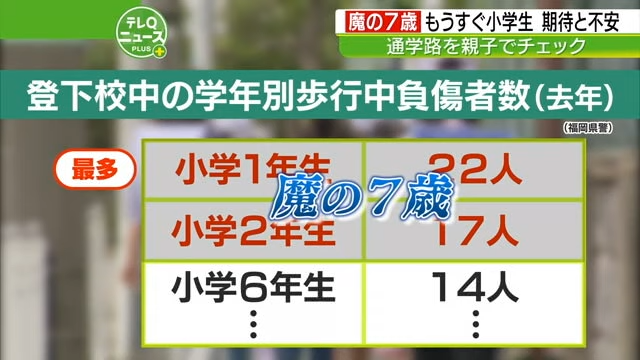 テレQ
ニュース
PLUS+
魔の7歳 もうすぐ小学生 期待と不安
通学路を親子でチェック
登下校中の学年別歩行中負傷者数(去年)
(福岡県警)
最多
小学1年生 22人
魔の7歳
小学2年生 17人
小学6年生 14人
⋮ ⋮